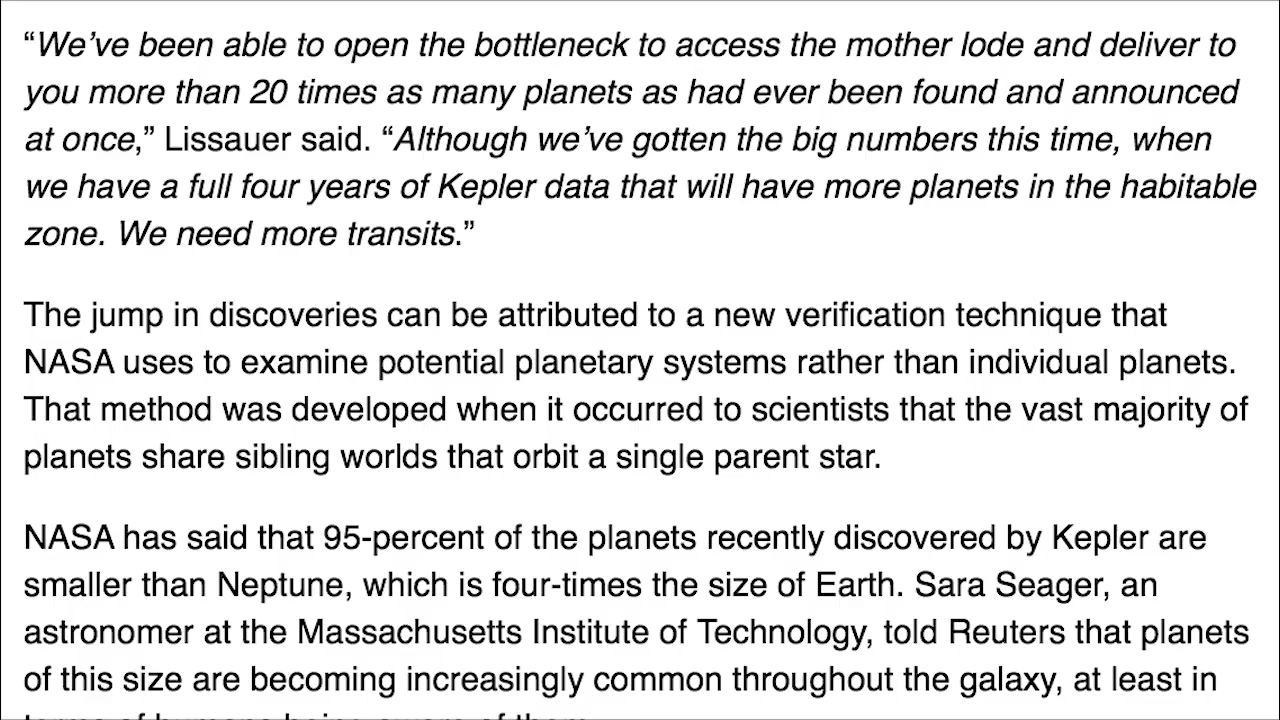 “We’ve been able to open the bottleneck to access the mother lode and deliver to
you more than 20 times as many planets as had ever been found and announced
at once,” Lissauer said. “Although we’ve gotten the big numbers this time, when
we have a full four years of Kepler data that will have more planets in the habitable
zone. We need more transits.”
The jump in discoveries can be attributed to a new verification technique that
NASA uses to examine potential planetary systems rather than individual planets.
That method was developed when it occurred to scientists that the vast majority of
planets share sibling worlds that orbit a single parent star.
NASA has said that 95-percent of the planets recently discovered by Kepler are
smaller than Neptune, which is four-times the size of Earth. Sara Seager, an
astronomer at the Massachusetts Institute of Technology, told Reuters that planets
of this size are becoming increasingly common throughout the galaxy, at least in